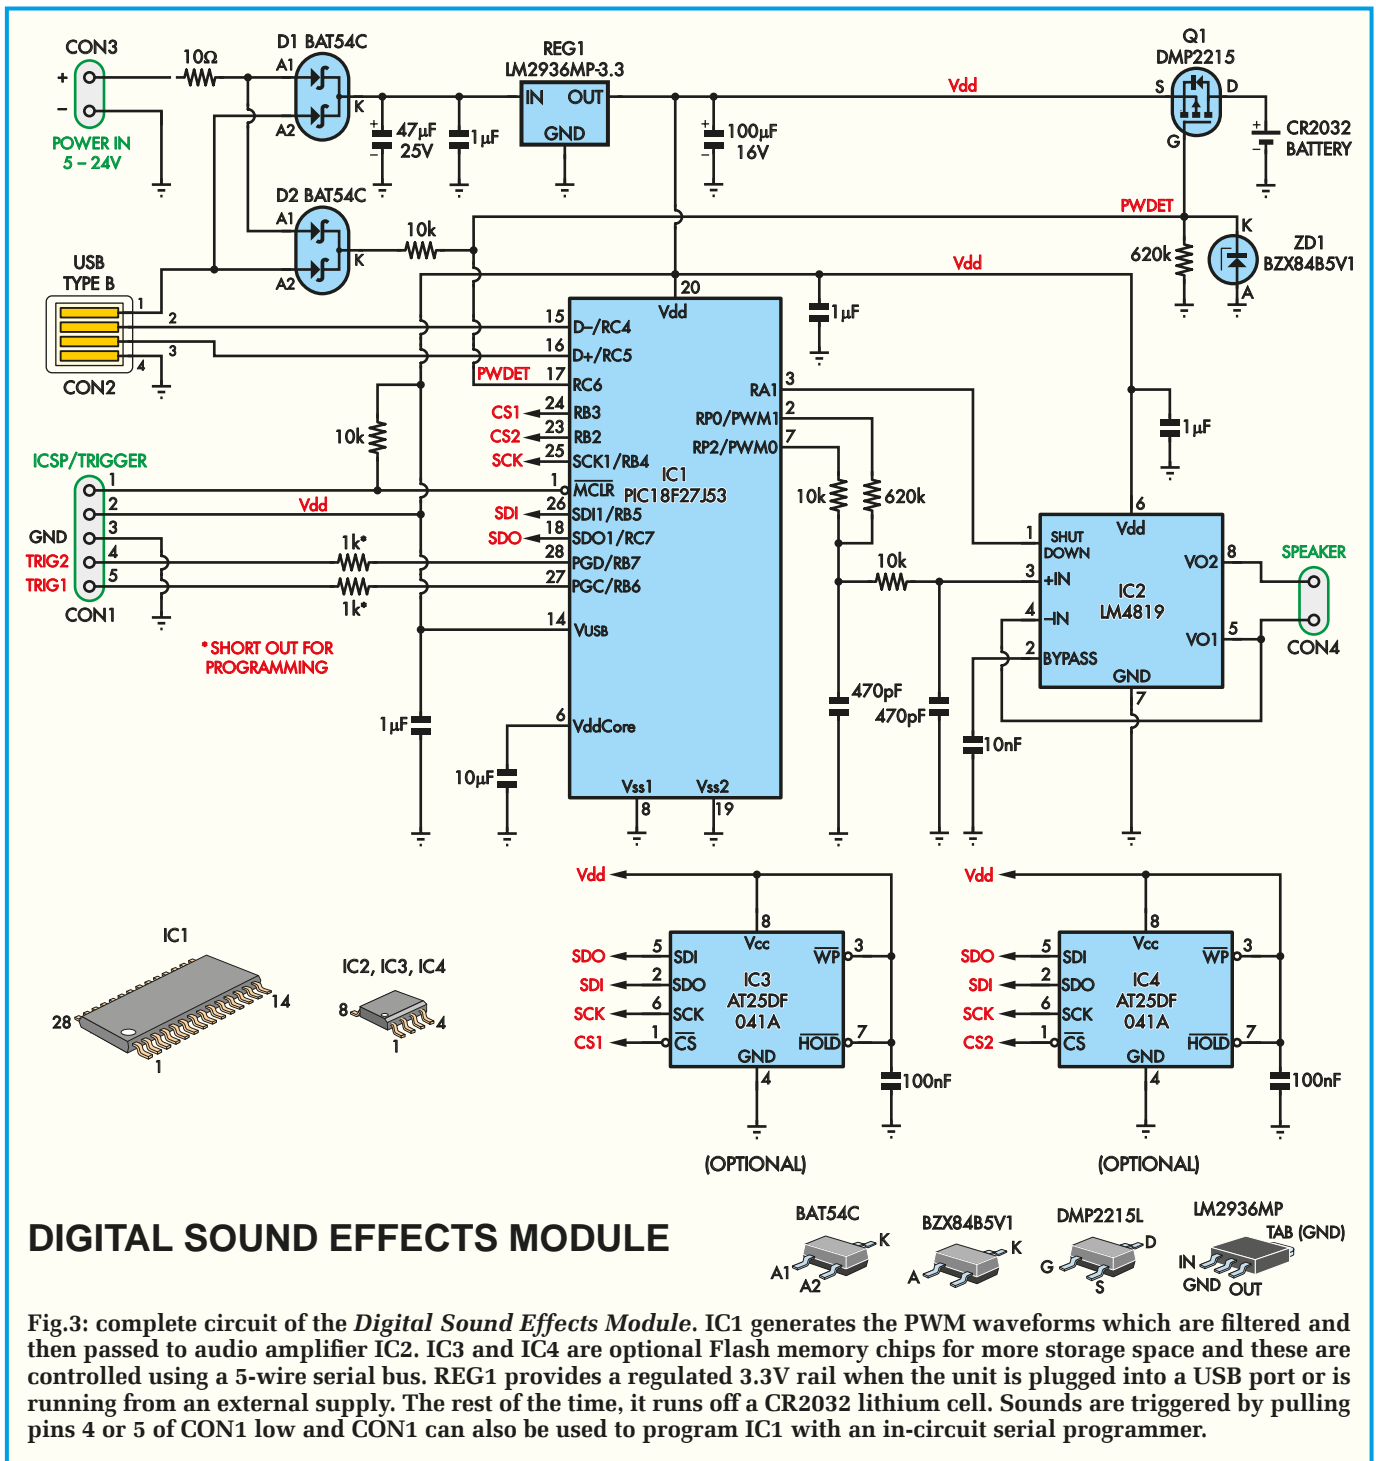 CON3
+
–
POWER IN
5 – 24V
10Ω
D1 BAT54C
A1
A2
K
47µF
25V
+
–
1µF
REG1
LM2936MP-3.3
IN
OUT
GND
100µF
16V
+
–
Vdd
Q1
DMP2215
S
D
G
+
–
CR2032
BATTERY
D2 BAT54C
A1
A2
K
10k
PWDET
620k
K
A
ZD1
BZX84B5V1
USB
TYPE B
1
2
3
4
CON2
Vdd
1µF
20
Vdd
15
D–/RC4
16
D+/RC5
PWDET
17
RC6
CS1
24
RB3
CS2
23
RB2
SCK
25
SCK1/RB4
1
MCLR
SDI
26
SDI1/RB5
SDO
18
SDO1/RC7
28
PGD/RB7
27
PGC/RB6
14
VUSB
6
VddCore
Vss1
8
Vss2
19
IC1
PIC18F27J53
RA1
3
RP0/PWM1
2
RP2/PWM0
7
10k
ICSP/TRIGGER
1
2
Vdd
GND
3
TRIG2
4
TRIG1
5
CON1
1k*
1k*
* SHORT OUT FOR
PROGRAMMING
1µF
10µF
10k
620k
10k
470pF
470pF
10nF
1µF
6
Vdd
1
SHUT
DOWN
3
+IN
4
–IN
2
BYPASS
IC2
LM4819
VO2
8
VO1
5
GND
7
SPEAKER
CON4
Vdd
8
Vcc
SDO
5
SDI
SDI
2
SDO
SCK
6
SCK
CS1
1
CS
IC3
AT25DF
041A
WP
3
HOLD
7
GND
4
100nF
(OPTIONAL)
Vdd
8
Vcc
SDO
5
SDI
SDI
2
SDO
SCK
6
SCK
CS2
1
CS
IC4
AT25DF
041A
WP
3
HOLD
7
GND
4
100nF
(OPTIONAL)
IC1
28
14
1
IC2, IC3, IC4
8
4
1
DIGITAL SOUND EFFECTS MODULE
BAT54C
A1
A2
K
BZX84B5V1
A
K
DMP2215L
G
S
D
LM2936MP
TAB (GND)
IN
GND
OUT
Fig.3: complete circuit of the Digital Sound Effects Module. IC1 generates the PWM waveforms which are filtered and
then passed to audio amplifier IC2. IC3 and IC4 are optional Flash memory chips for more storage space and these are
controlled using a 5-wire serial bus. REG1 provides a regulated 3.3V rail when the unit is plugged into a USB port or is
running from an external supply. The rest of the time, it runs off a CR2032 lithium cell. Sounds are triggered by pulling
pins 4 or 5 of CON1 low and CON1 can also be used to program IC1 with an in-circuit serial programmer.